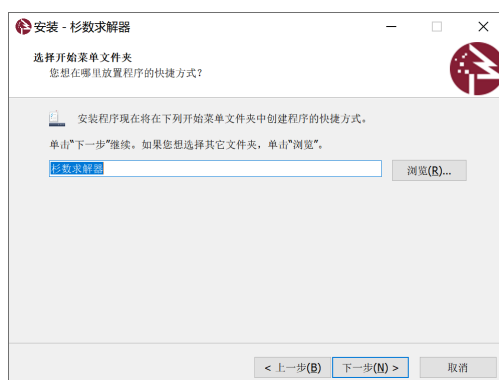 安装 - 杉数求解器
选择开始菜单文件夹
您想在哪里放置程序的快捷方式?
安装程序现在将在下列开始菜单文件夹中创建程序的快捷方式。
单击“下一步”继续。如果您想选择其它文件夹，单击“浏览”。
杉数求解器
浏览(R)...
< 上一步(B)
下一步(N) >
取消